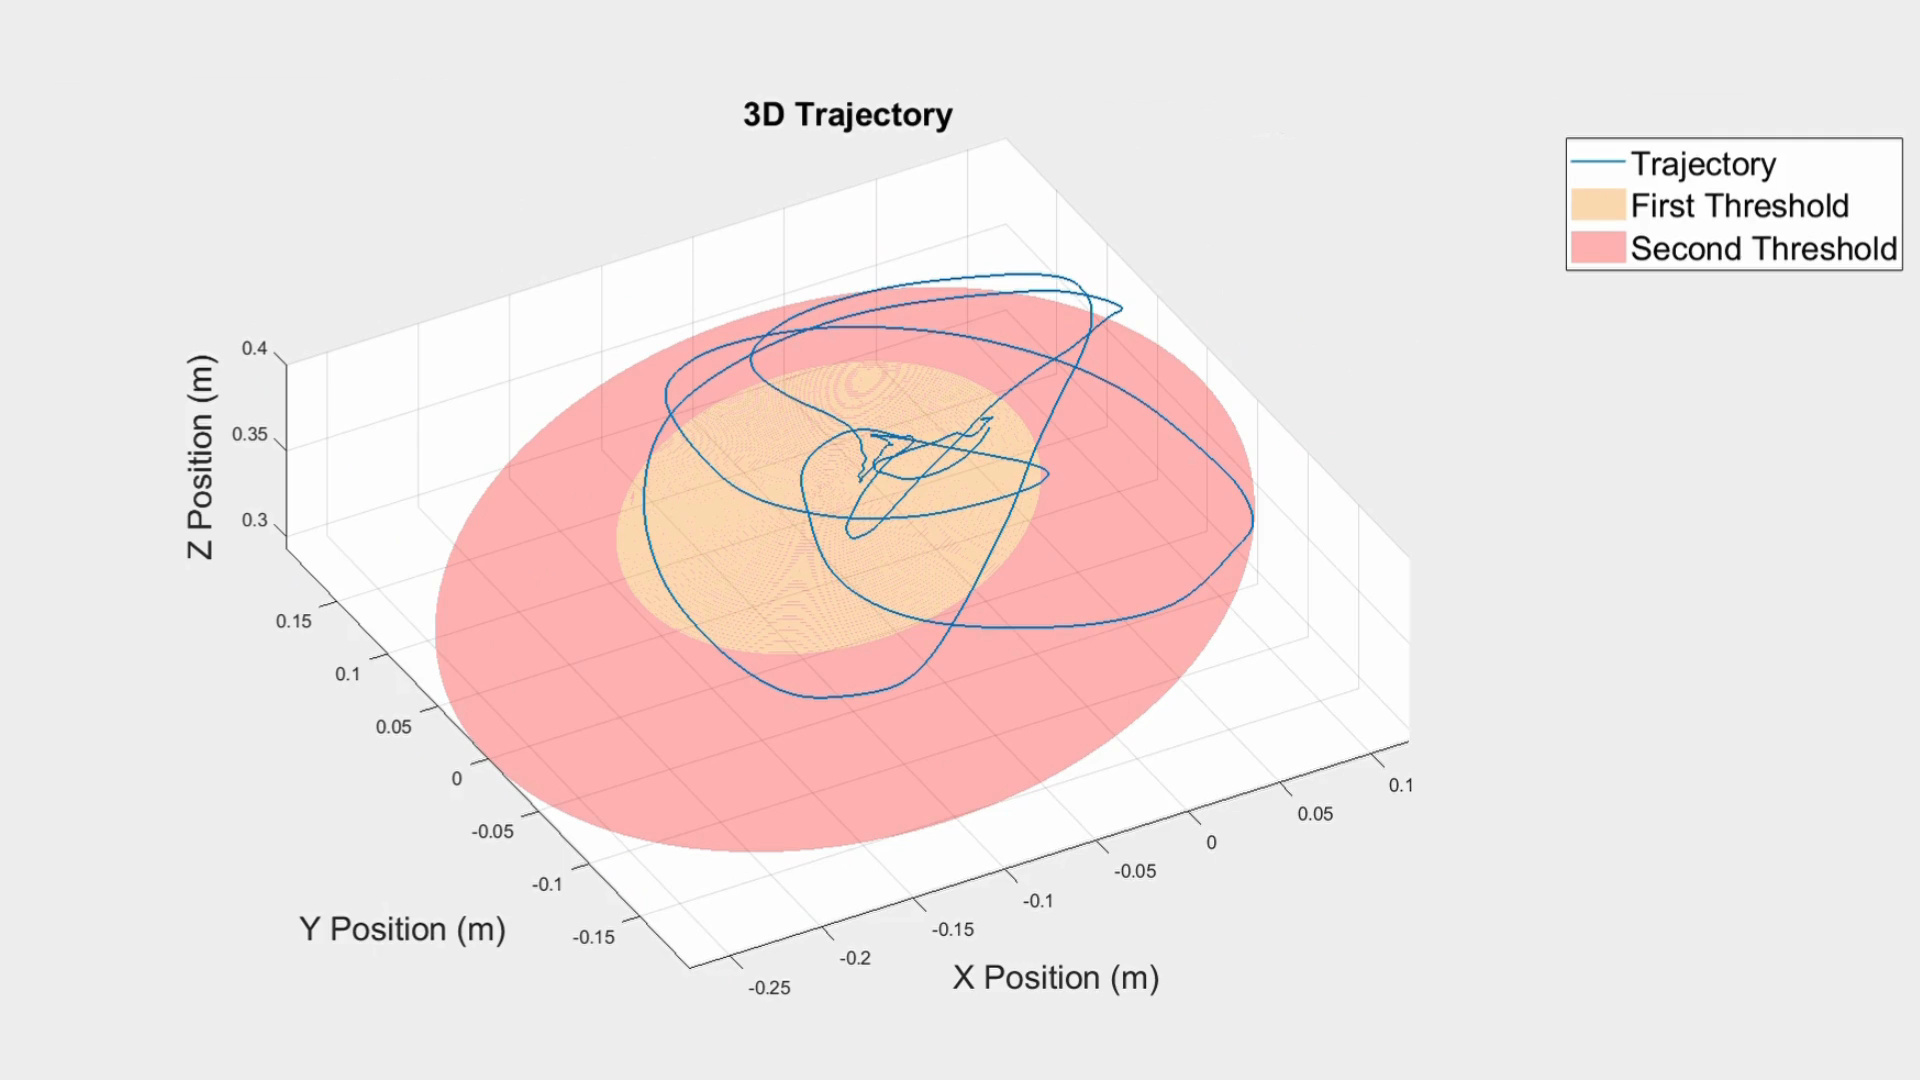 3D Trajectory
Trajectory
First Threshold
Second Threshold
Z Position (m)
0.4
0.35
0.3
0.15
0.1
0.05
0
-0.05
-0.1
-0.15
Y Position (m)
-0.25
-0.2
-0.15
-0.1
-0.05
0
0.05
0.1
X Position (m)